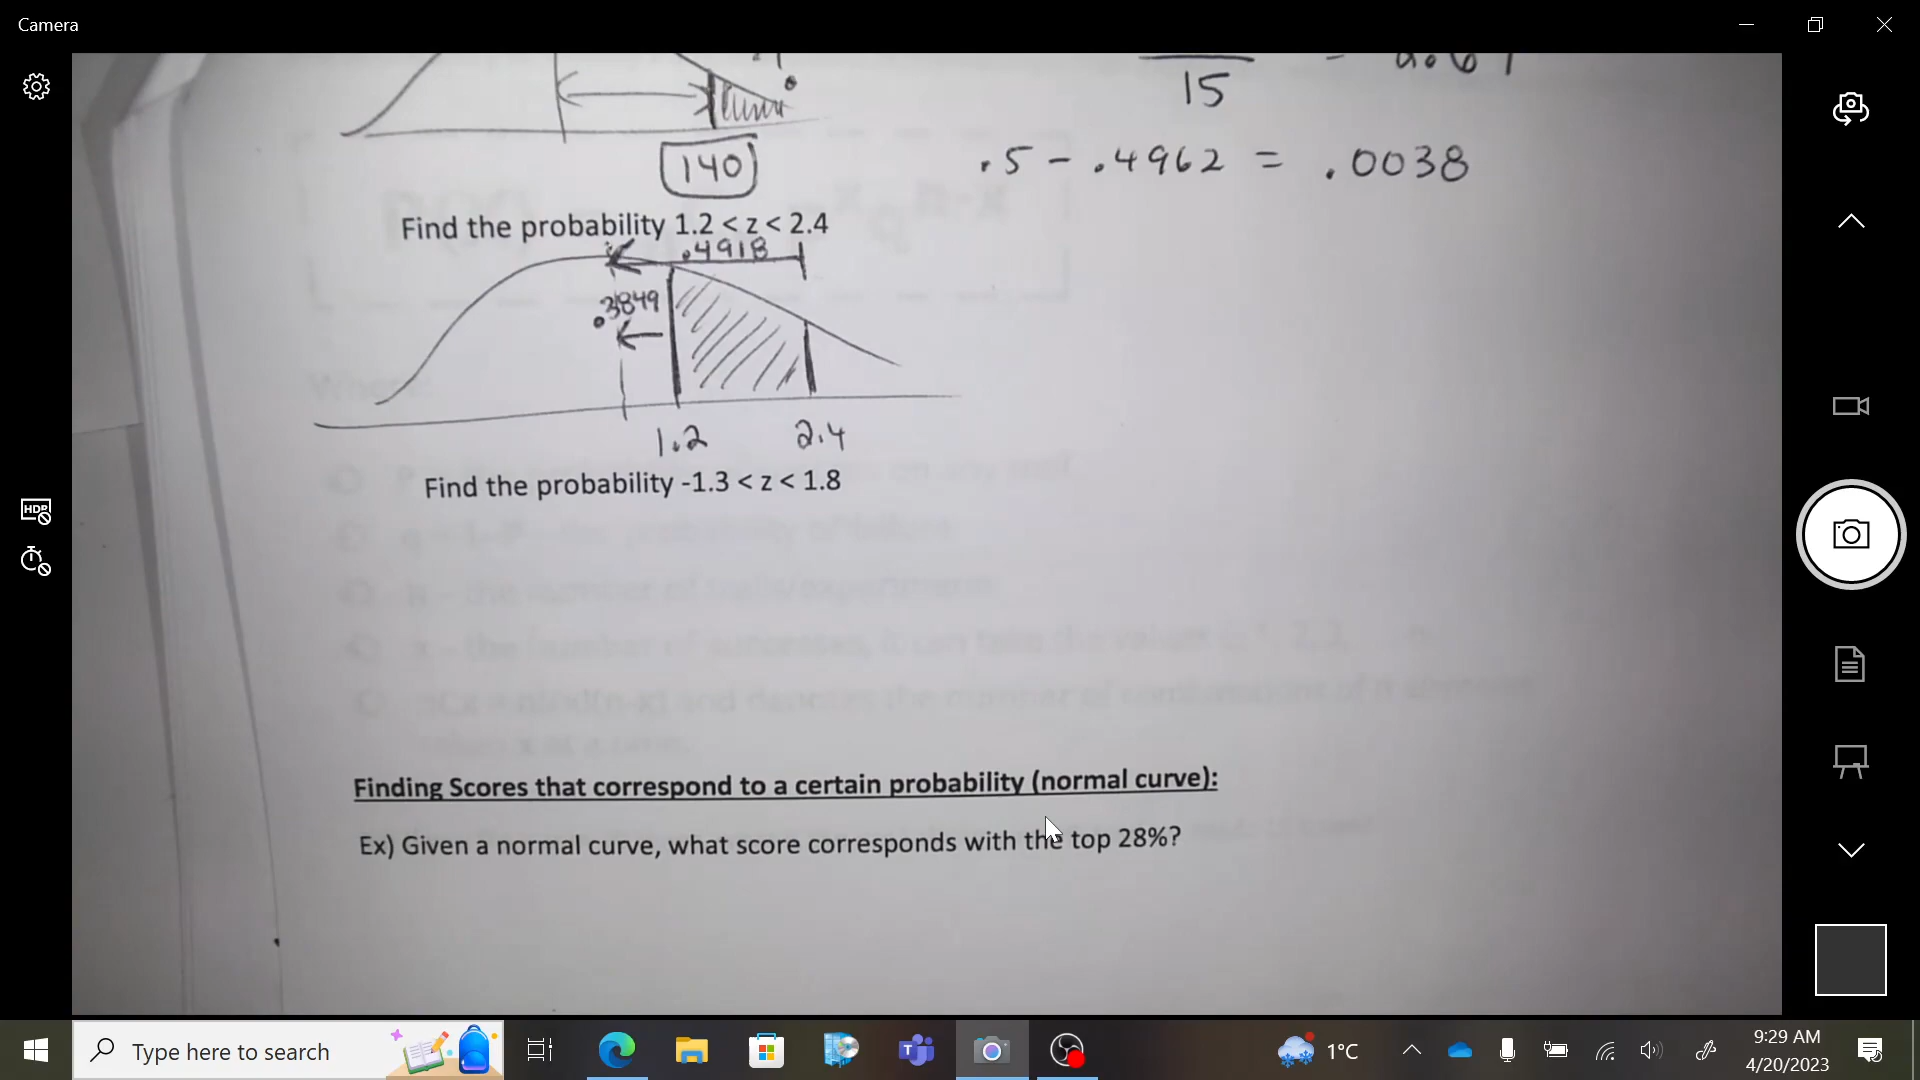 Camera
15
140
.5 - .4962 = .0038
Find the probability 1.2 < z < 2.4
.4918
.3849
1.2 2.4
Find the probability -1.3 < z < 1.8
Finding Scores that correspond to a certain probability (normal curve):
Ex) Given a normal curve, what score corresponds with the top 28%?
HDR
Type here to search
1°C
9:29 AM
4/20/2023